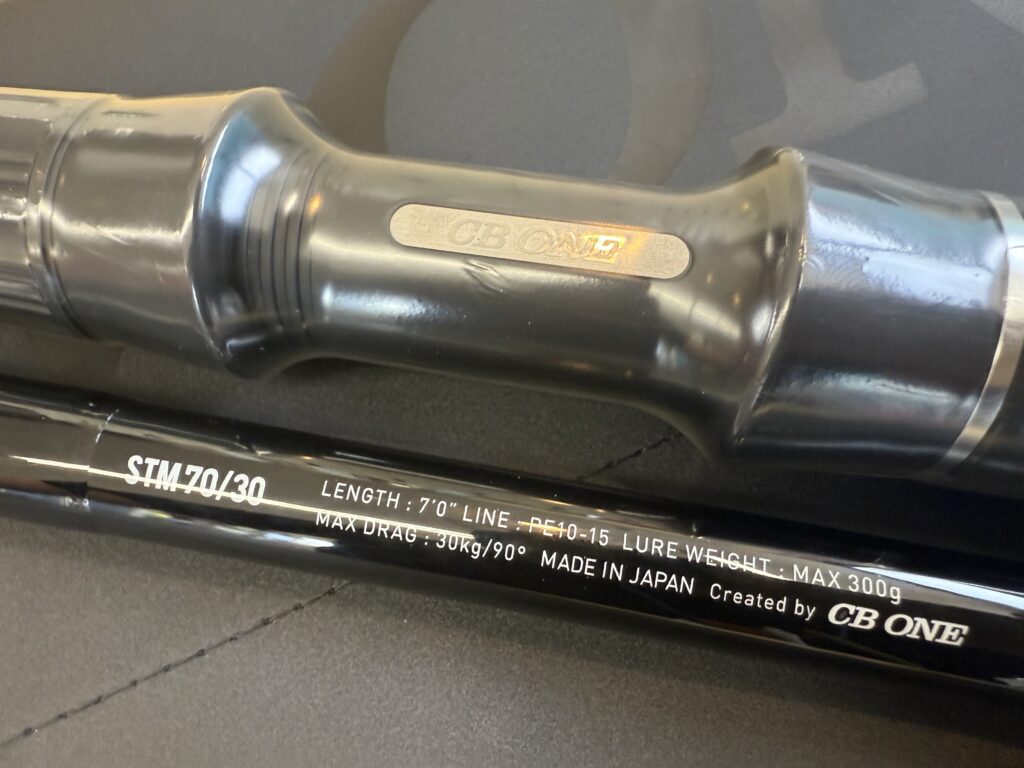 CB ONE
STM 70/30
LENGTH : 7'0" LINE : PE10-15 LURE WEIGHT : MAX 300g
MAX DRAG : 30Kg/90° MADE IN JAPAN Created by CB ONE